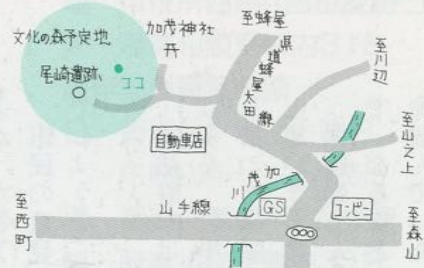 文化の森予定地
尾崎遺跡
ココ
加茂神社
至蜂屋
県道蜂屋太田線
至川辺
至山之上
自動車店
加茂川
山手線
GS
コンビニ
至西町
至森山